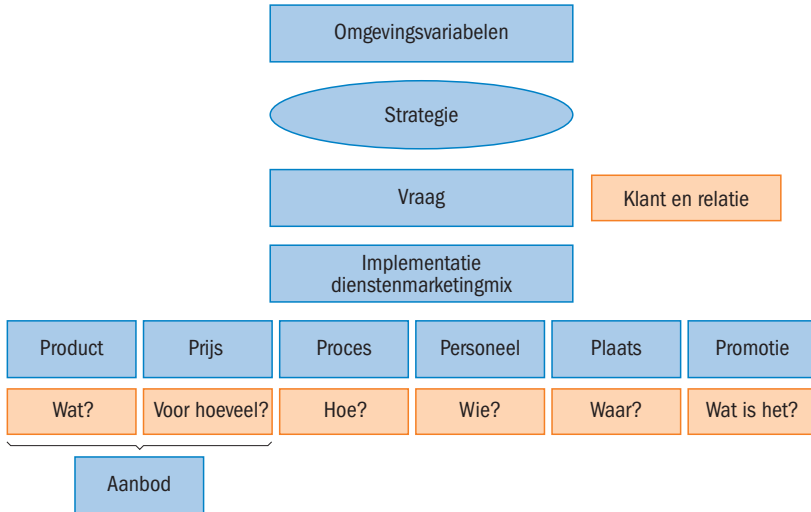 Omgevingsvariabelen
Strategie
Vraag
Klant en relatie
Implementatie
dienstenmarketingmix
Product
Prijs
Proces
Personeel
Plaats
Promotie
Wat?
Voor hoeveel?
Hoe?
Wie?
Waar?
Wat is het?
Aanbod